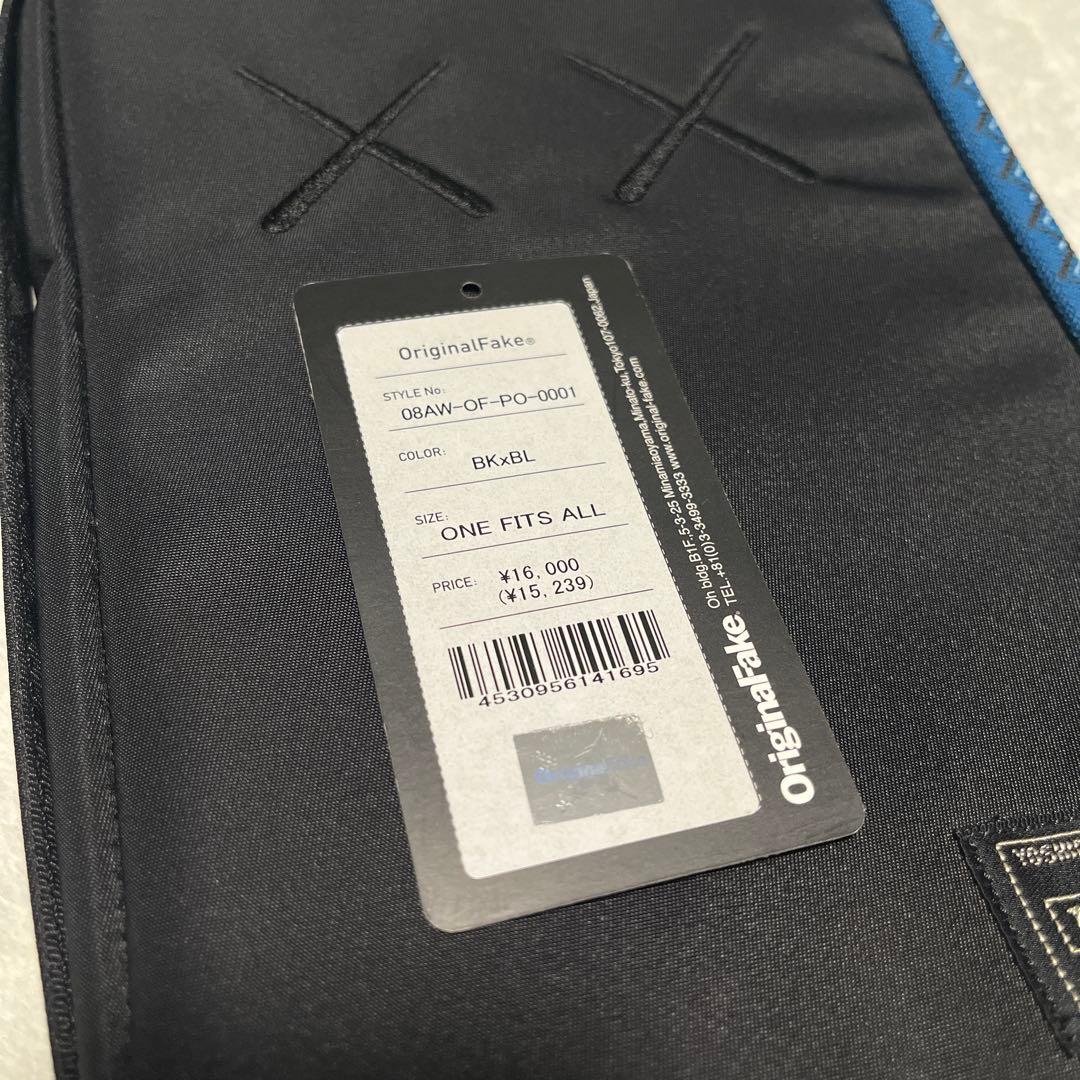 OriginalFake®
STYLE No:
08AW-OF-PO-0001
COLOR:
BKxBL
SIZE:
ONE FITS ALL
PRICE:
¥16,000
(¥15,239)
4530956141695
Original
OriginalFake®
Oh bldg.B1F.,5-3-25 Minamiaoyama,Minato-ku,Tokyo107-0062,Japan
TEL.+81(0)3-3499-3333 www.original-fake.com